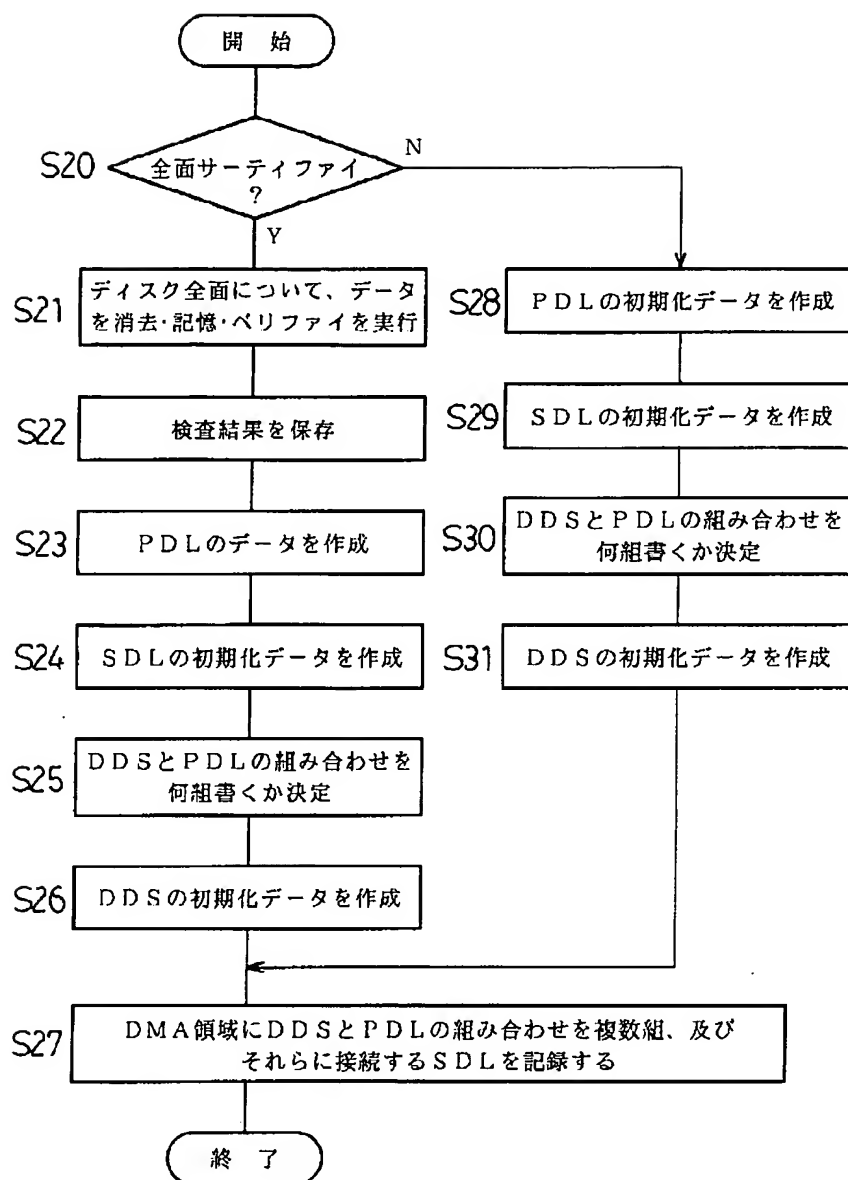 開 始
S20
全面サーティファイ
?
N
Y
S21
ディスク全面について、データ
を消去·記憶·ベリファイを実行
S22
検査結果を保存
S23
PDLのデータを作成
S24
SDLの初期化データを作成
S25
DDSとPDLの組み合わせを
何組書くか決定
S26
DDSの初期化データを作成
S28
PDLの初期化データを作成
S29
SDLの初期化データを作成
S30
DDSとPDLの組み合わせを
何組書くか決定
S31
DDSの初期化データを作成
S27
DMA領域にDDSとPDLの組み合わせを複数組、及び
それらに接続するSDLを記録する
終 了